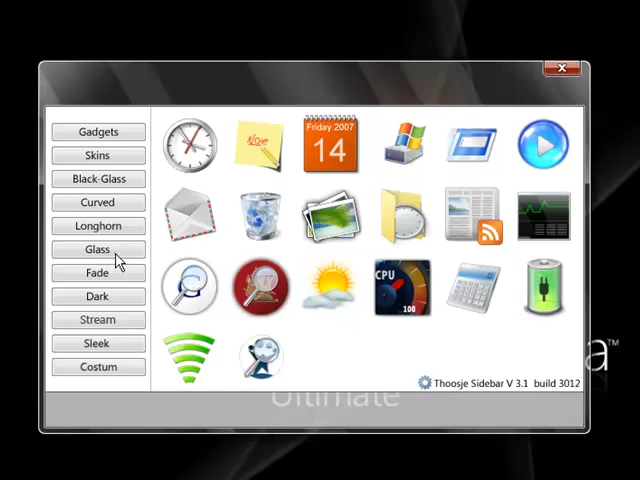 Gadgets
Skins
Black-Glass
Curved
Longhorn
Glass
Fade
Dark
Stream
Sleek
Costum
Note
Friday 2007
14
CPU
100
Thoosje Sidebar V 3.1 build 3012
a™
Ultimate